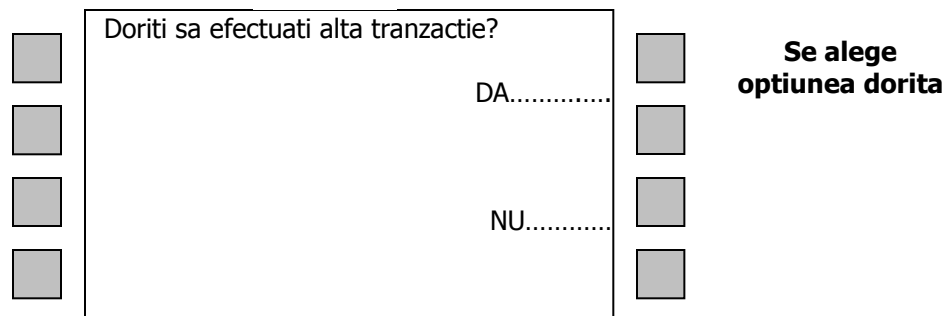 Doriti sa efectuati alta tranzactie?
DA..............
NU............
Se alege
optiunea dorita